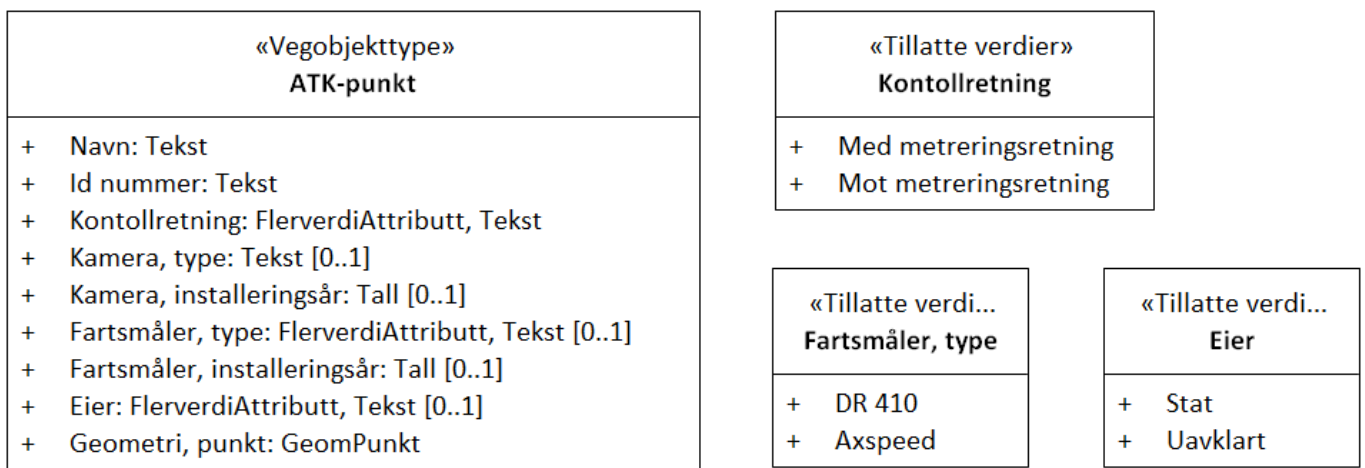 «Vegobjekttype»
ATK-punkt
+ Navn: Tekst
+ Id nummer: Tekst
+ Kontollretning: FlerverdiAttributt, Tekst
+ Kamera, type: Tekst [0..1]
+ Kamera, installeringsår: Tall [0..1]
+ Fartsmåler, type: FlerverdiAttributt, Tekst [0..1]
+ Fartsmåler, installeringsår: Tall [0..1]
+ Eier: FlerverdiAttributt, Tekst [0..1]
+ Geometri, punkt: GeomPunkt
«Tillatte verdier»
Kontollretning
+ Med metreringsretning
+ Mot metreringsretning
«Tillatte verdi...
Fartsmåler, type
+ DR 410
+ Axspeed
«Tillatte verdi...
Eier
+ Stat
+ Uavklart